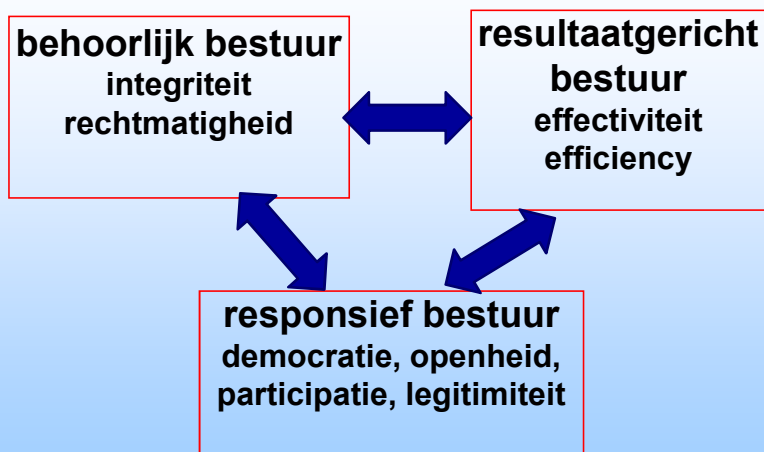 behoorlijk bestuur
integriteit
rechtmatigheid
resultaatgericht
bestuur
effectiviteit
efficiency
responsief bestuur
democratie, openheid,
participatie, legitimiteit